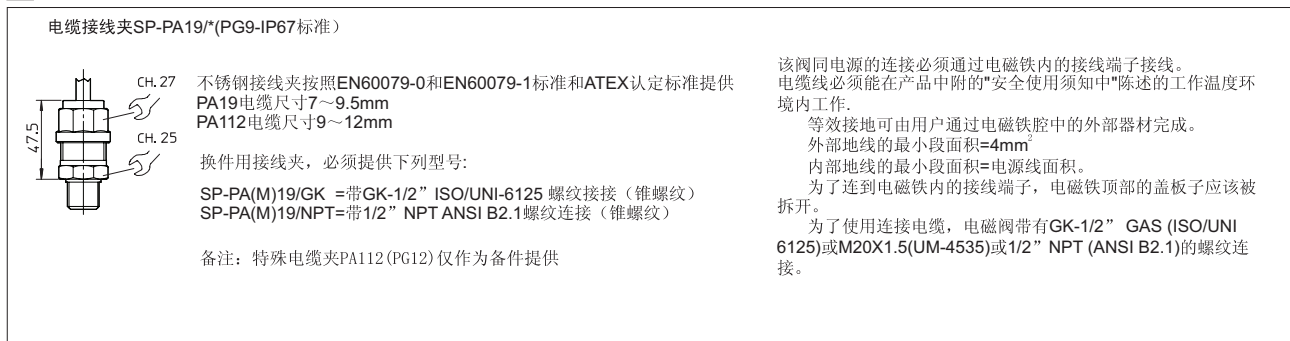 电缆接线夹SP-PA19/*(PG9-IP67标准）
CH. 27
CH. 25
47.5
不锈钢接线夹按照EN60079-0和EN60079-1标准和ATEX认定标准提供
PA19电缆尺寸7～9.5mm
PA112电缆尺寸9～12mm
换件用接线夹，必须提供下列型号:
SP-PA(M)19/GK =带GK-1/2” ISO/UNI-6125 螺纹接接（锥螺纹）
SP-PA(M)19/NPT=带1/2” NPT ANSI B2.1螺纹连接（锥螺纹）
备注：特殊电缆夹PA112(PG12)仅作为备件提供
该阀同电源的连接必须通过电磁铁内的接线端子接线。
电缆线必须能在产品中附的"安全使用须知中"陈述的工作温度环
境内工作.
等效接地可由用户通过电磁铁腔中的外部器材完成。
外部地线的最小段面积=4mm²
内部地线的最小段面积=电源线面积。
为了连到电磁铁内的接线端子，电磁铁顶部的盖板子应该被
拆开。
为了使用连接电缆，电磁阀带有GK-1/2” GAS (ISO/UNI
6125)或M20X1.5(UM-4535)或1/2” NPT (ANSI B2.1)的螺纹连
接。